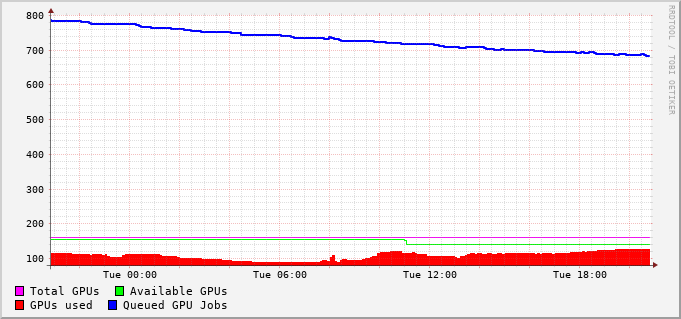 800
700
600
500
400
300
200
100
Tue 00:00 Tue 06:00 Tue 12:00 Tue 18:00
Total GPUs Available GPUs
GPUs used Queued GPU Jobs
RRDTOOL / TOBI OETIKER